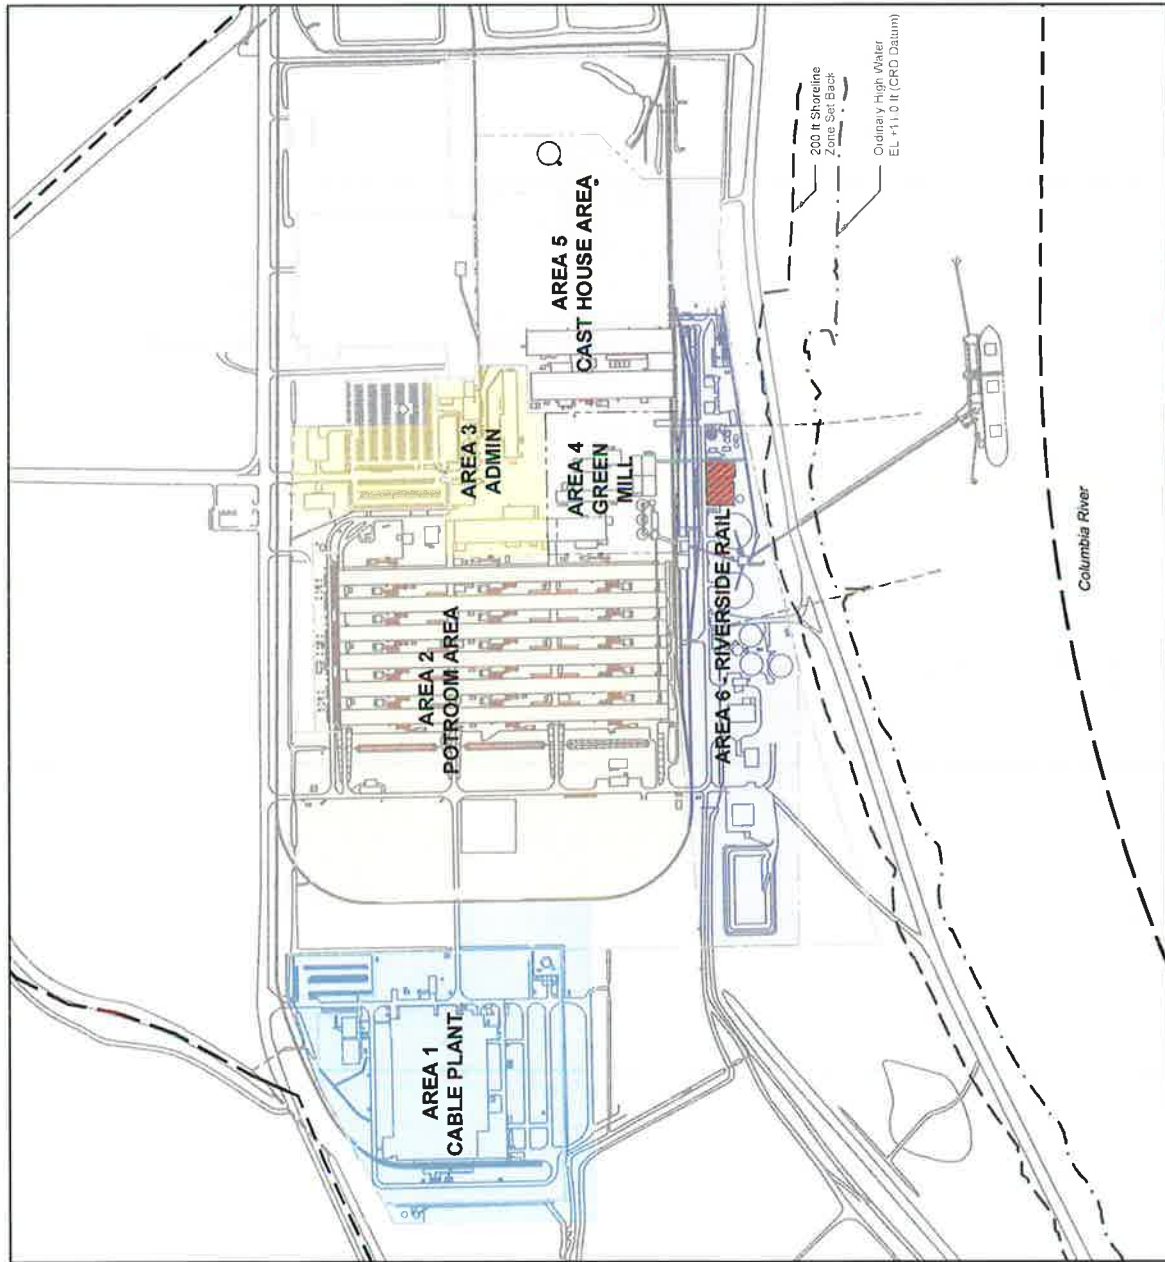 AREA 1
CABLE PLANT
AREA 2
POTROOM AREA
AREA 3
ADMIN
AREA 4
GREEN
MILL
AREA 5
CAST HOUSE AREA
AREA 6 - RIVERSIDE RAIL
200 ft Shoreline
Zone Set Back
Ordinary High Water
EL +11.0 ft (CRD Datum)
Columbia River